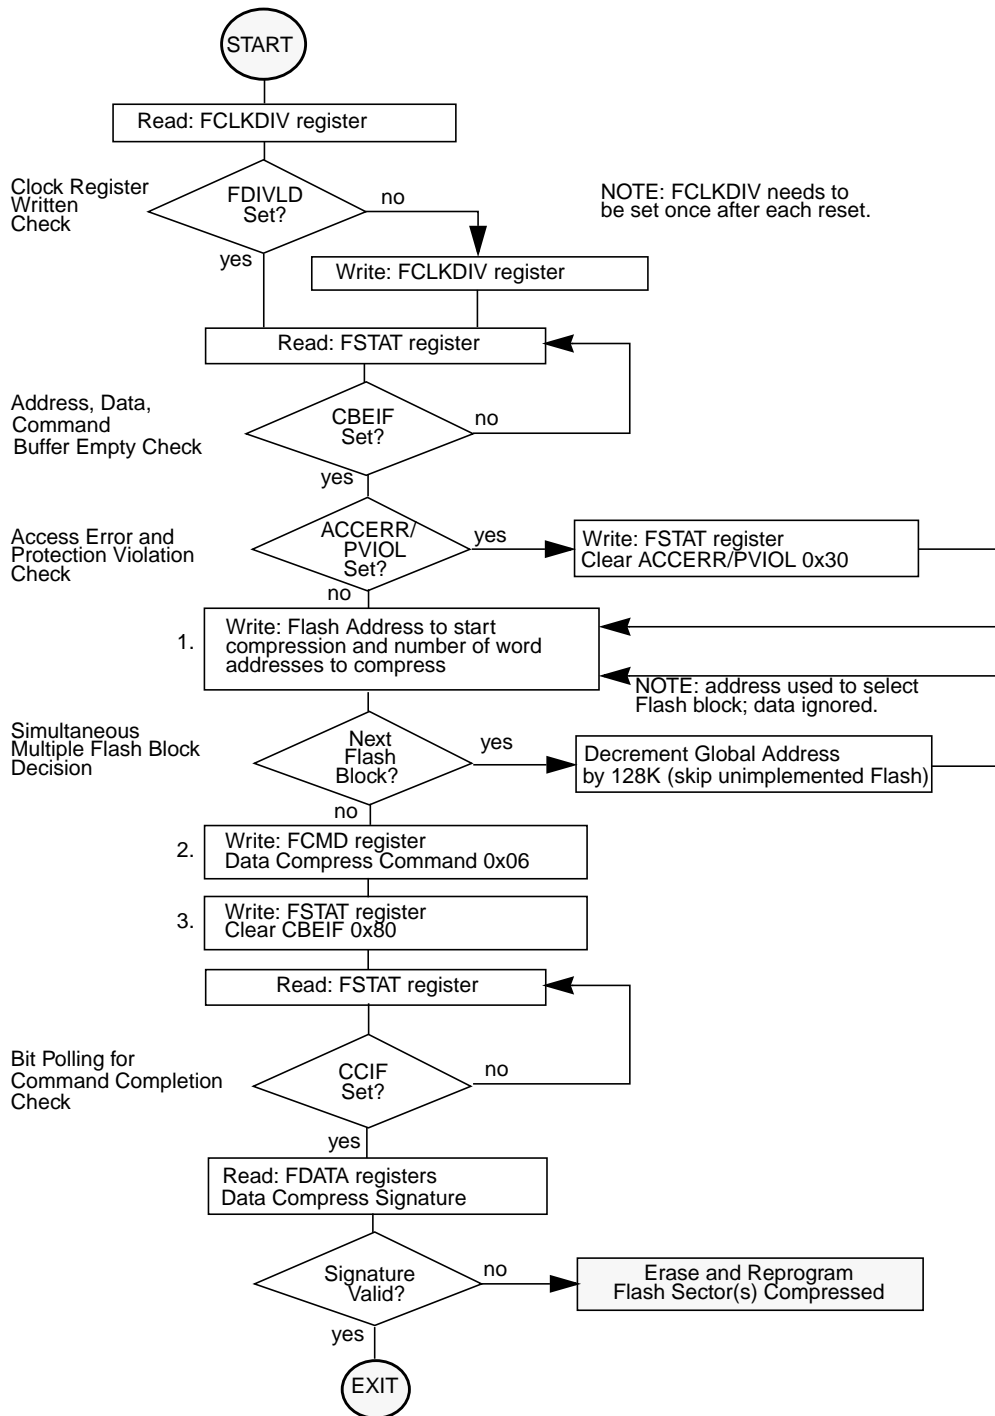 START
Read: FCLKDIV register
Clock Register
Written
Check
FDIVLD
Set?
no
yes
NOTE: FCLKDIV needs to
be set once after each reset.
Write: FCLKDIV register
Read: FSTAT register
Address, Data,
Command
Buffer Empty Check
CBEIF
Set?
no
yes
Access Error and
Protection Violation
Check
ACCERR/
PVIOL
Set?
yes
no
Write: FSTAT register
Clear ACCERR/PVIOL 0x30
1.
Write: Flash Address to start
compression and number of word
addresses to compress
NOTE: address used to select
Flash block; data ignored.
Simultaneous
Multiple Flash Block
Decision
Next
Flash
Block?
yes
no
Decrement Global Address
by 128K (skip unimplemented Flash)
2.
Write: FCMD register
Data Compress Command 0x06
3.
Write: FSTAT register
Clear CBEIF 0x80
Read: FSTAT register
Bit Polling for
Command Completion
Check
CCIF
Set?
no
yes
Read: FDATA registers
Data Compress Signature
Signature
Valid?
no
yes
Erase and Reprogram
Flash Sector(s) Compressed
EXIT